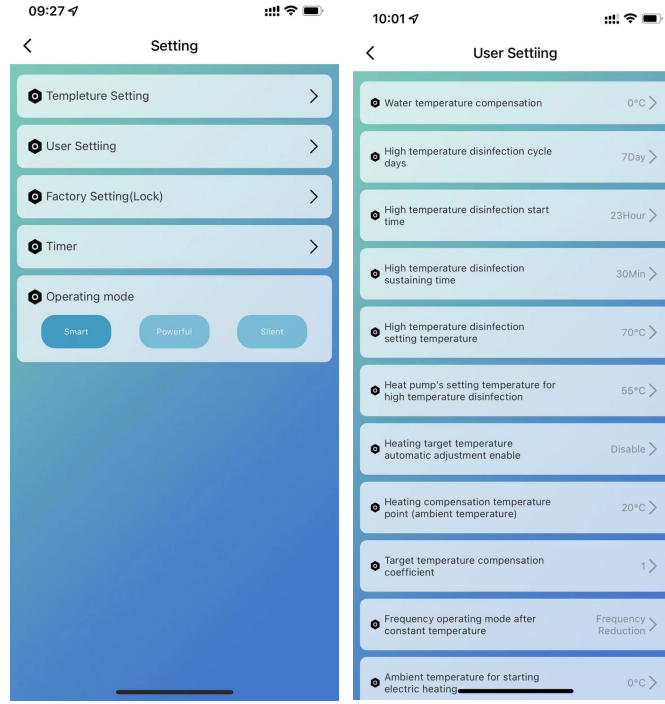 09:27
Setting
Templeture Setting
User Settiing
Factory Setting(Lock)
Timer
Operating mode
Smart
Powerful
Silent
10:01
User Settiing
Water temperature compensation
0°C
High temperature disinfection cycle
days
7Day
High temperature disinfection start
time
23Hour
High temperature disinfection
sustaining time
30Min
High temperature disinfection
setting temperature
70°C
Heat pump's setting temperature for
high temperature disinfection
55°C
Heating target temperature
automatic adjustment enable
Disable
Heating compensation temperature
point (ambient temperature)
20°C
Target temperature compensation
coefficient
1
Frequency operating mode after
constant temperature
Frequency
Reduction
Ambient temperature for starting
electric heating
0°C